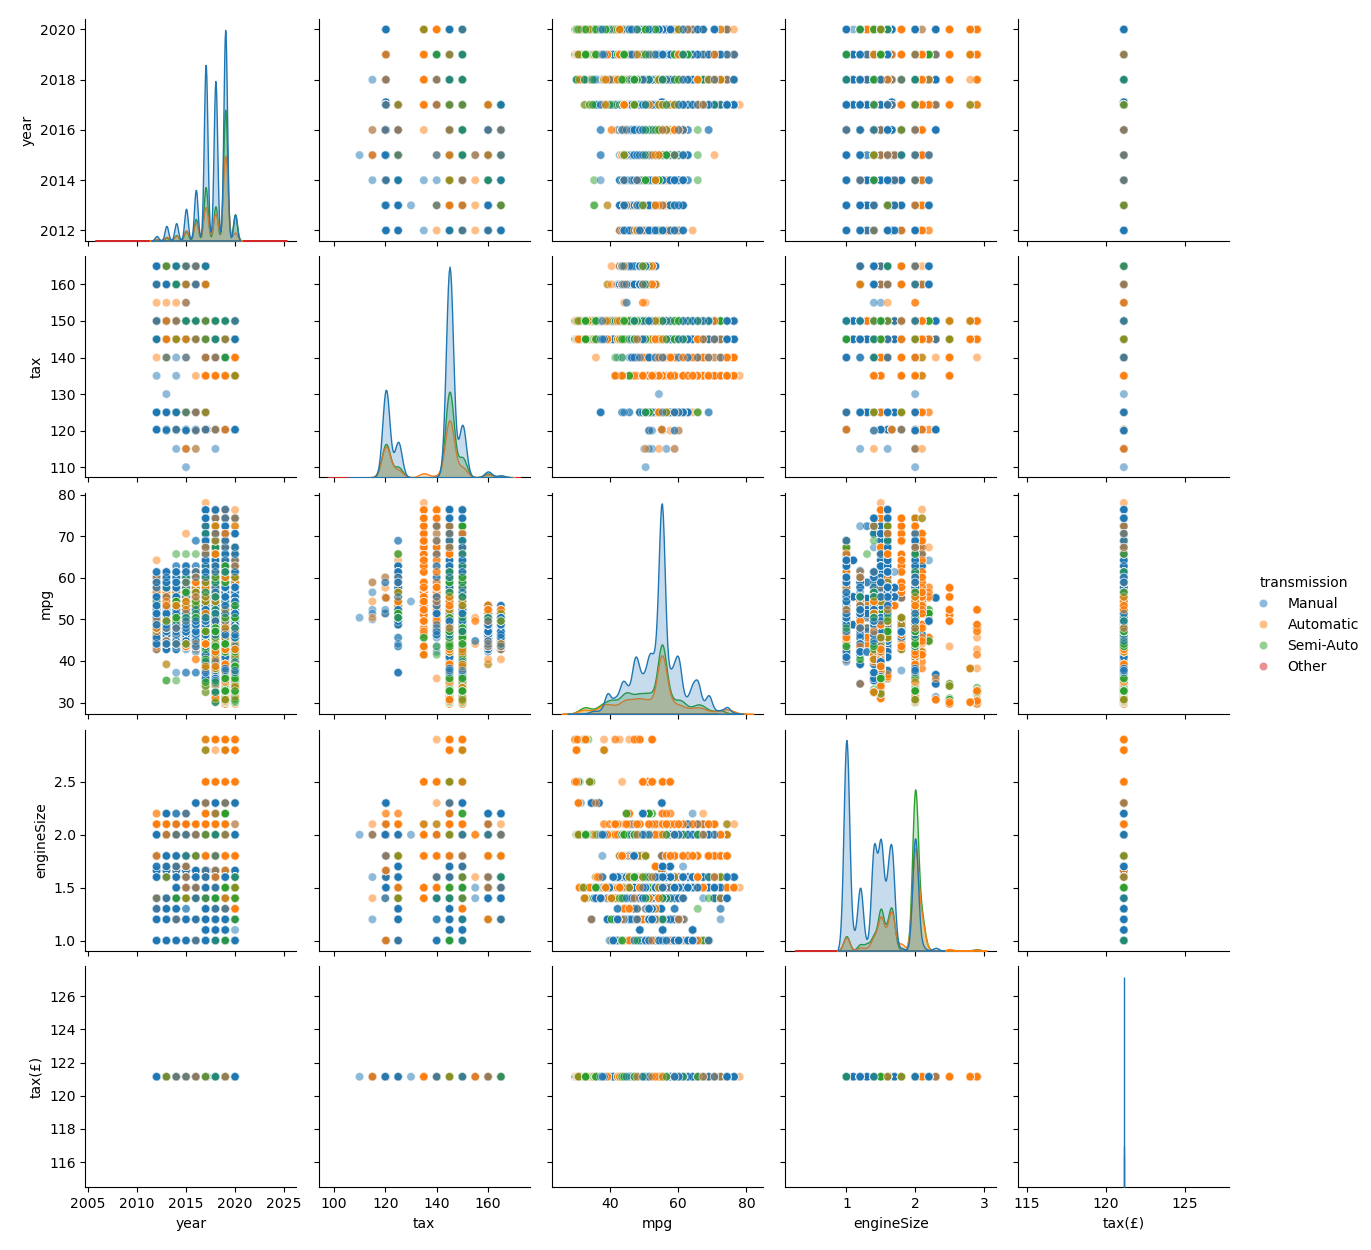 year
2020
2018
2016
2014
2012
tax
160
150
140
130
120
110
mpg
80
70
60
50
40
30
engineSize
2.5
2.0
1.5
1.0
tax(£)
126
124
122
120
118
116
2005 2010 2015 2020 2025
year
100 120 140 160
tax
40 60 80
mpg
1 2 3
engineSize
115 120 125
tax(£)
transmission
Manual
Automatic
Semi-Auto
Other